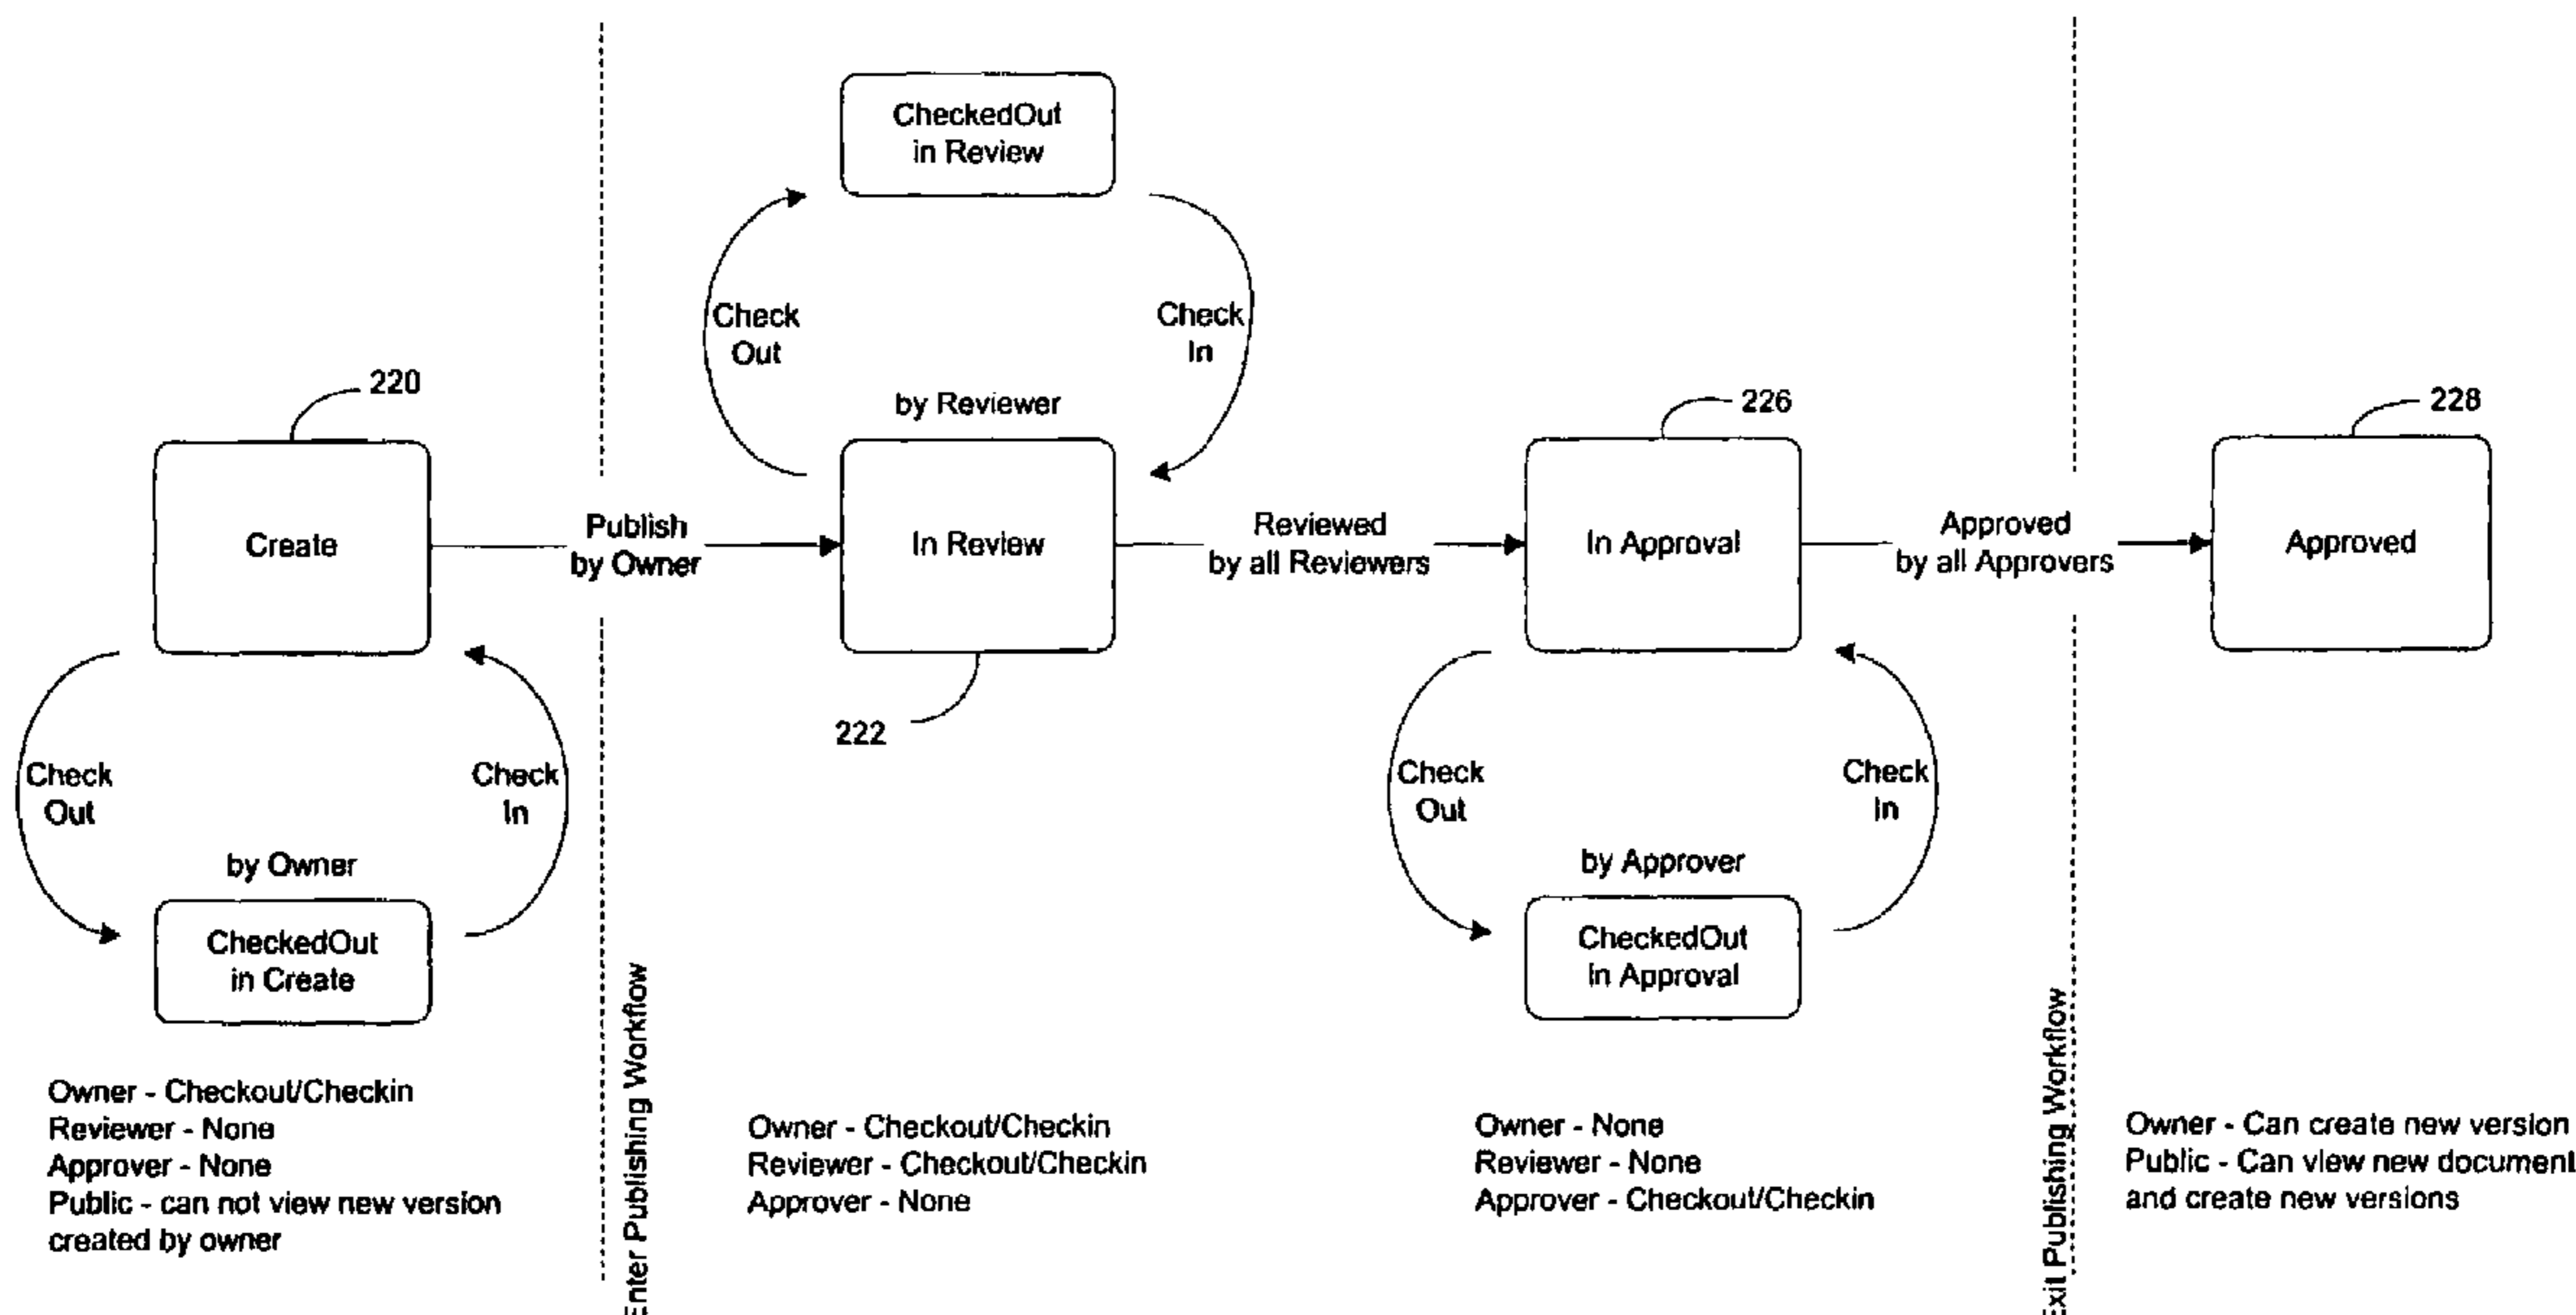 CheckedOut
in Review
Check
Out
Check
In
by Reviewer
220
226
228
Create
Publish
by Owner
In Review
Reviewed
by all Reviewers
In Approval
Approved
by all Approvers
Approved
222
Check
Out
Check
In
by Owner
CheckedOut
in Create
Check
Out
Check
In
by Approver
CheckedOut
in Approval
Owner - Checkout/Checkin
Reviewer - None
Approver - None
Public - can not view new version
created by owner
Enter Publishing Workflow
Owner - Checkout/Checkin
Reviewer - Checkout/Checkin
Approver - None
Owner - None
Reviewer - None
Approver - Checkout/Checkin
Exit Publishing Workflow
Owner - Can create new version
Public - Can view new document
and create new versions